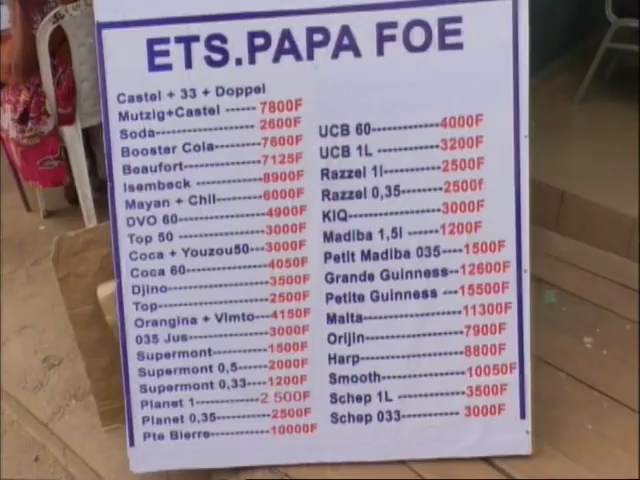 ETS.PAPA FOE
Castel + 33 + Doppel
Mutzig+Castel ------ 7800F
Soda------------------ 2600F
Booster Cola---------7600F
Beaufort--------------7125F
Isembeck -------------8900F
Mayan + Chil---------6000F
DVO 60----------------4900F
Top 50 ----------------3000F
Coca + Youzou50---3000F
Coca 60---------------4050F
Djino-------------------3500F
Top---------------------2500F
Orangina + Vimto---4150F
035 Jus---------------3000F
Supermont-----------1500F
Supermont 0,5------2000F
Supermont 0,33----1200F
Planet 1-------------2 500F
Planet 0,35----------2500F
Pte Bierre------------10000F
UCB 60--------------4000F
UCB 1L --------------3200F
Razzel 1l------------2500F
Razzel 0,35---------2500f
KIQ-------------------3000F
Madiba 1,5l --------1200F
Petit Madiba 035----1500F
Grande Guinness--12600F
Petite Guinness ---15500F
Malta-----------------11300F
Orijin-----------------7900F
Harp------------------8800F
Smooth--------------10050F
Schep 1L ------------3500F
Schep 033----------- 3000F